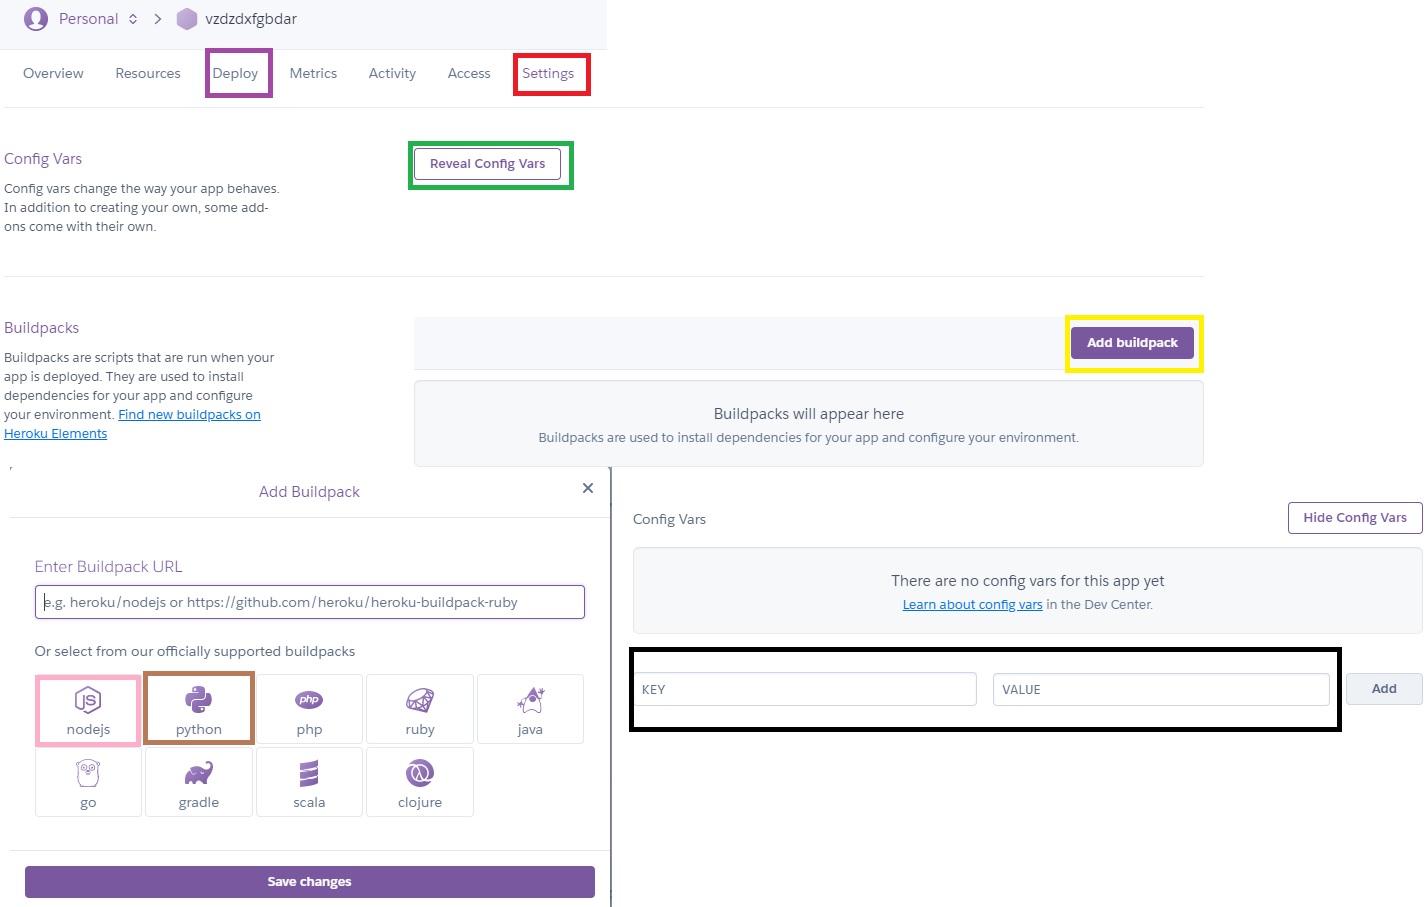 Personal
vzdzdxfgbdar
Overview Resources Deploy Metrics Activity Access Settings
Config Vars
Reveal Config Vars
Config vars change the way your app behaves.
In addition to creating your own, some add-
ons come with their own.
Buildpacks
Add buildpack
Buildpacks are scripts that are run when your
app is deployed. They are used to install
dependencies for your app and configure
your environment. Find new buildpacks on
Heroku Elements
Buildpacks will appear here
Buildpacks are used to install dependencies for your app and configure your environment.
Add Buildpack
Enter Buildpack URL
e.g. heroku/nodejs or https://github.com/heroku/heroku-buildpack-ruby
Or select from our officially supported buildpacks
JS
php
nodejs python php ruby java
go gradle scala clojure
Save changes
Config Vars
Hide Config Vars
There are no config vars for this app yet
Learn about config vars in the Dev Center.
KEY
VALUE
Add